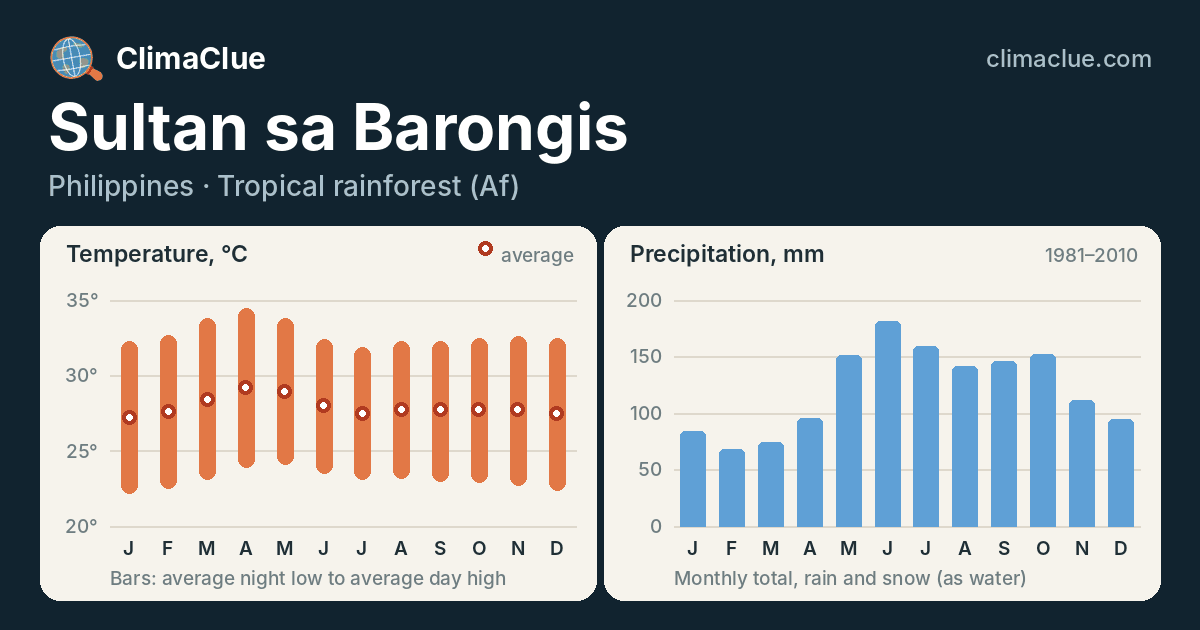 ClimaClue
climaclue.com
Sultan sa Barongis
Philippines · Tropical rainforest (Af)
Temperature, °C
average
35°
30°
25°
20°
J F M A M J J A S O N D
Bars: average night low to average day high
Precipitation, mm
1981–2010
200
150
100
50
0
J F M A M J J A S O N D
Monthly total, rain and snow (as water)